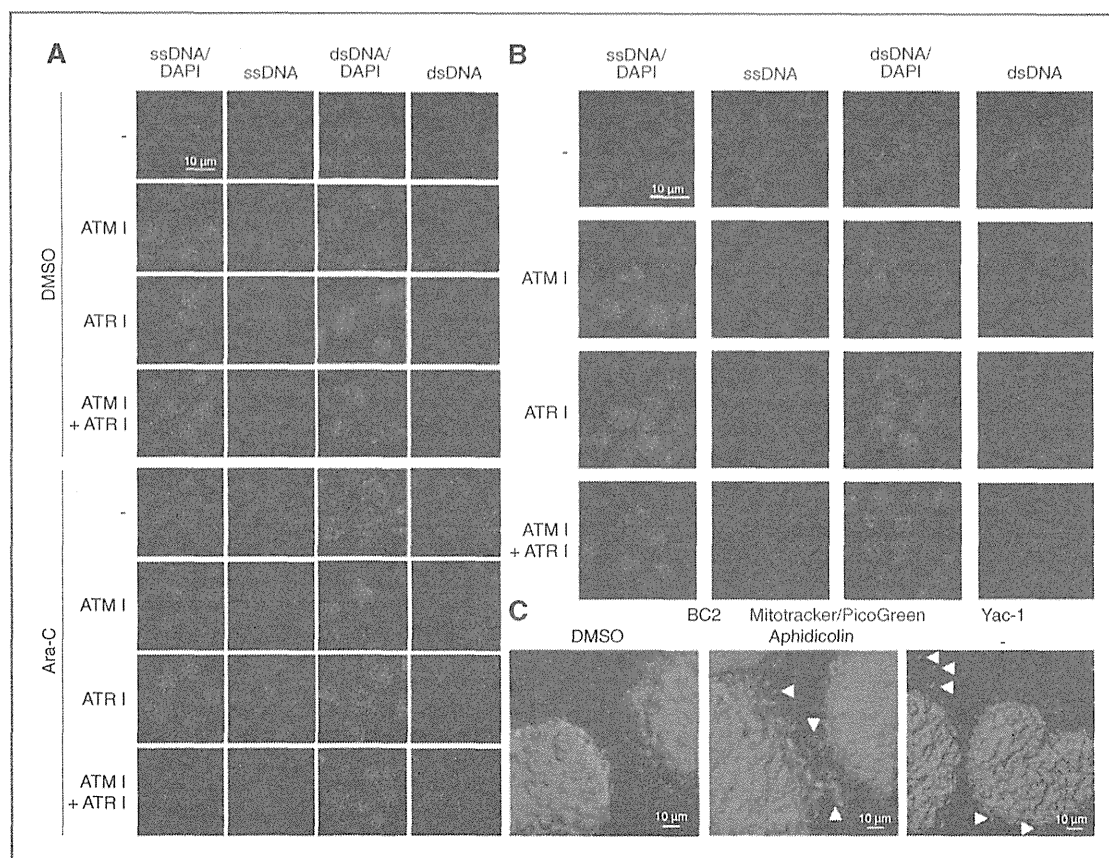 A
ssDNA/ DAPI ssDNA dsDNA/ DAPI dsDNA
DMSO
-
10 µm
ATM I
ATR I
ATM I
+ ATR I
Ara-C
-
ATM I
ATR I
ATM I
+ ATR I
B
ssDNA/ DAPI ssDNA dsDNA/ DAPI dsDNA
-
10 µm
ATM I
ATR I
ATM I
+ ATR I
C
BC2 Mitotracker/PicoGreen Yac-1
DMSO Aphidicolin -
10 µm 10 µm 10 µm